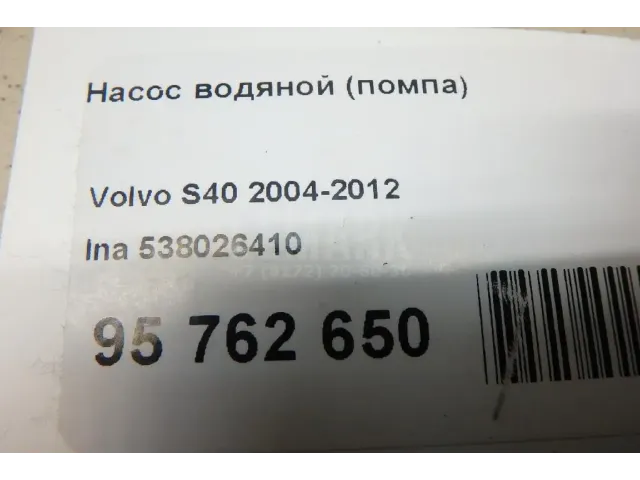 Насос водяной (помпа)
Volvo S40 2004-2012
Ina 538026410
95 762 650